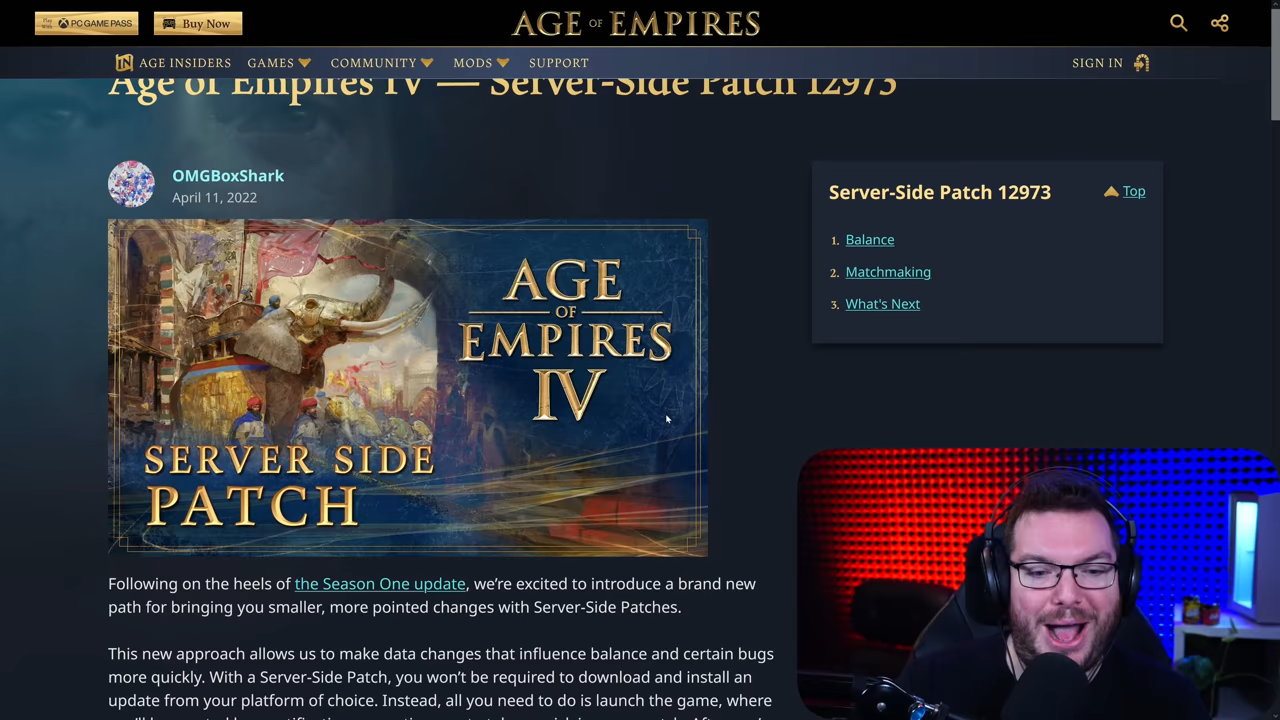 Play With PC GAME PASS
Buy Now
AGE OF EMPIRES
AGE INSIDERS GAMES COMMUNITY MODS SUPPORT
SIGN IN
Age of Empires IV — Server-Side Patch 12973
OMGBoxShark
April 11, 2022
AGE
OF
EMPIRES
IV
SERVER SIDE
PATCH
Following on the heels of the Season One update, we’re excited to introduce a brand new
path for bringing you smaller, more pointed changes with Server-Side Patches.
This new approach allows us to make data changes that influence balance and certain bugs
more quickly. With a Server-Side Patch, you won’t be required to download and install an
update from your platform of choice. Instead, all you need to do is launch the game, where
Server-Side Patch 12973
Top
1. Balance
2. Matchmaking
3. What's Next